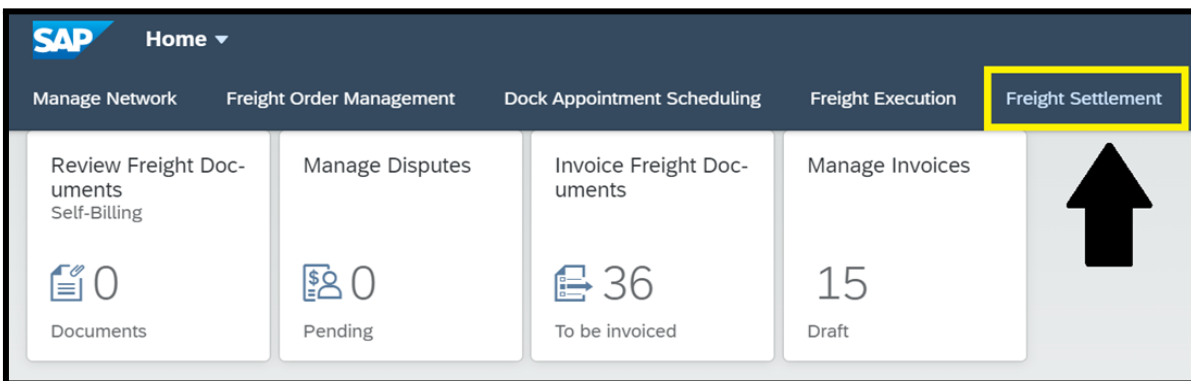 SAP Home
Manage Network Freight Order Management Dock Appointment Scheduling Freight Execution Freight Settlement
Review Freight Doc-
uments
Self-Billing
0
Documents
Manage Disputes
0
Pending
Invoice Freight Doc-
uments
36
To be invoiced
Manage Invoices
15
Draft